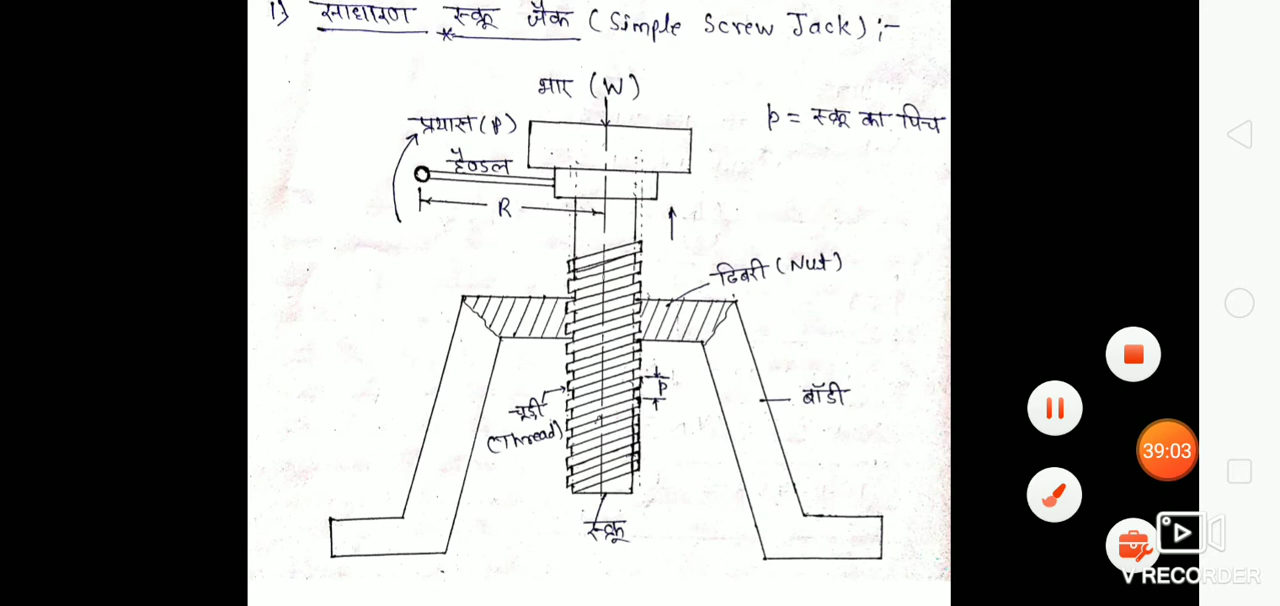 1) साधारण स्क्रू जैक (Simple Screw Jack) :-
भार (W)
p = स्क्रू का पिच
प्रयास (P)
हैण्डल
R
ढिबरी (Nut)
p
बॉडी
चूड़ी
(Thread)
स्क्रू
39:03
V RECORDER